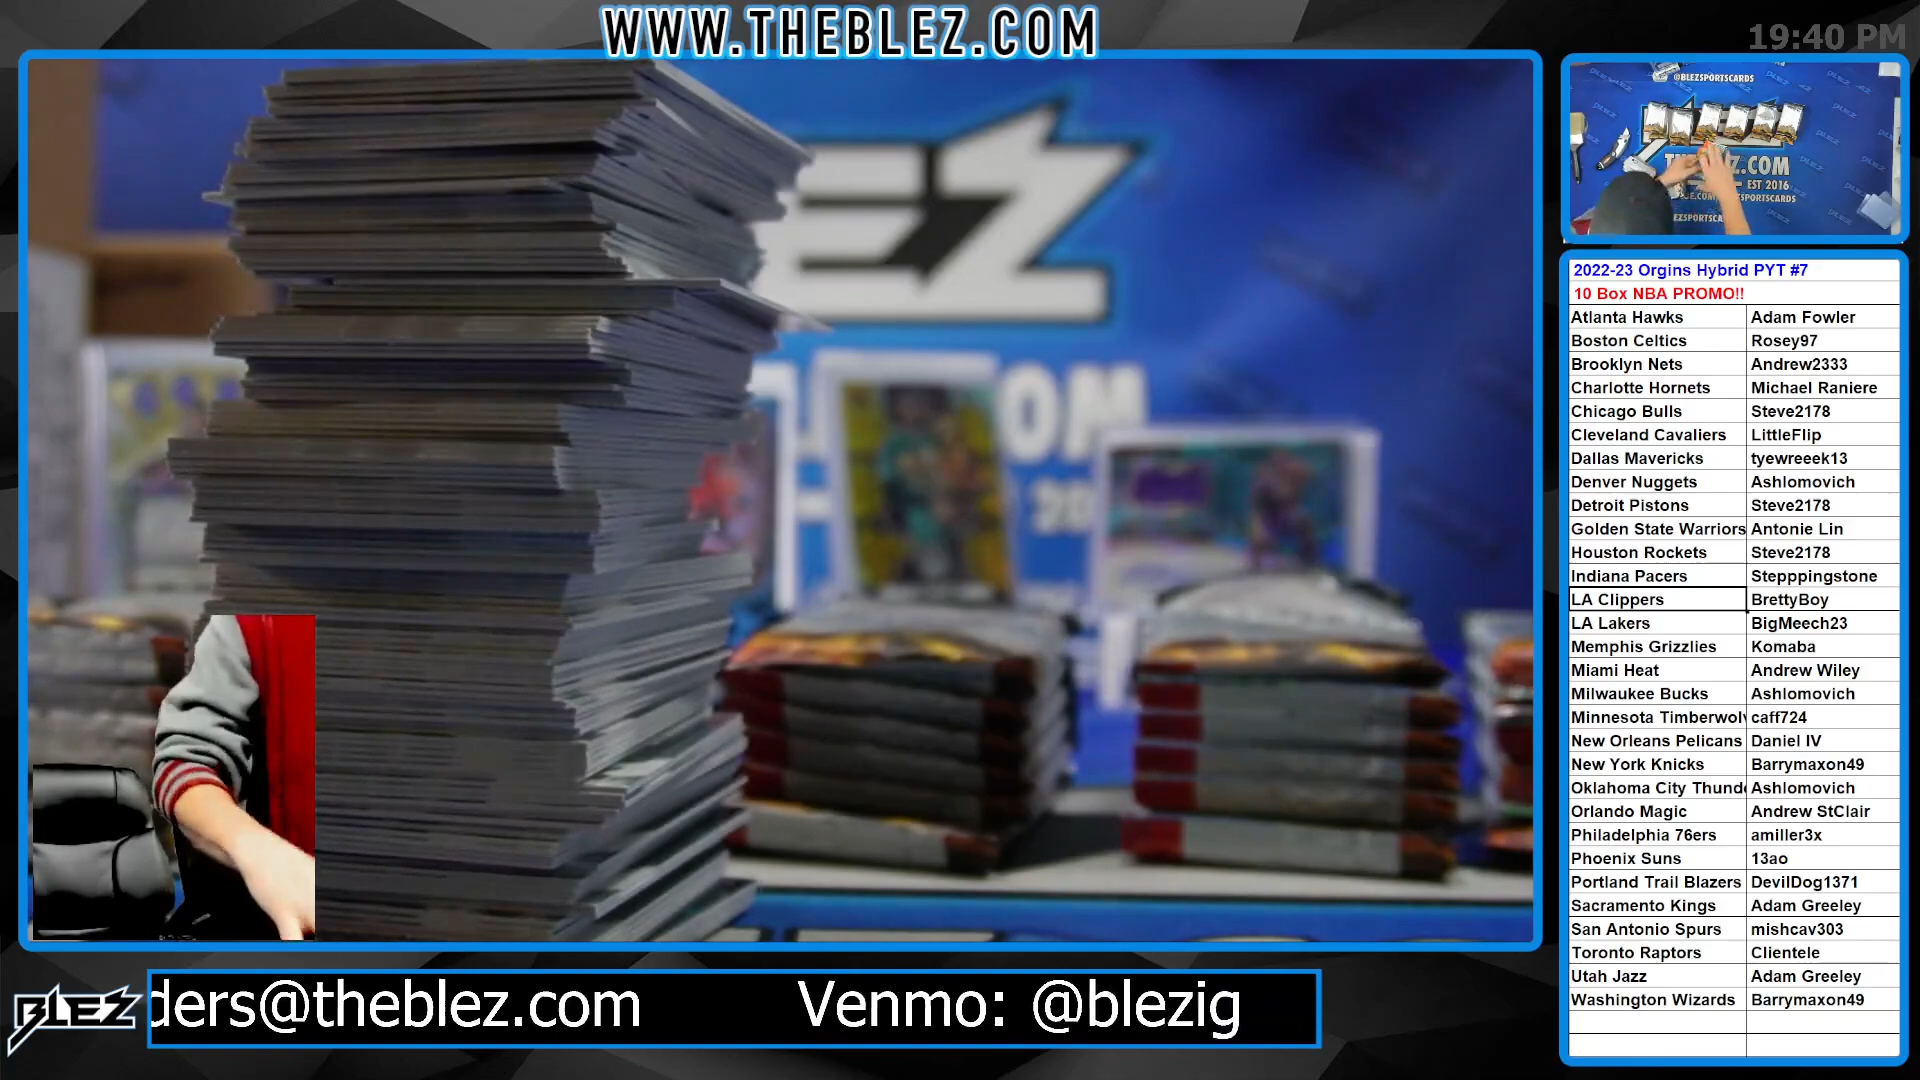 WWW.THEBLEZ.COM
19:40 PM
@BLEZSPORTSCARDS
.COM
EST 2016
EZ
OM
20
2022-23 Orgins Hybrid PYT #7
10 Box NBA PROMO!!
Atlanta Hawks Adam Fowler
Boston Celtics Rosey97
Brooklyn Nets Andrew2333
Charlotte Hornets Michael Raniere
Chicago Bulls Steve2178
Cleveland Cavaliers LittleFlip
Dallas Mavericks tyewreeek13
Denver Nuggets Ashlomovich
Detroit Pistons Steve2178
Golden State Warriors Antonie Lin
Houston Rockets Steve2178
Indiana Pacers Stepppingstone
LA Clippers BrettyBoy
LA Lakers BigMeech23
Memphis Grizzlies Komaba
Miami Heat Andrew Wiley
Milwaukee Bucks Ashlomovich
Minnesota Timberwolv caff724
New Orleans Pelicans Daniel IV
New York Knicks Barrymaxon49
Oklahoma City Thunde Ashlomovich
Orlando Magic Andrew StClair
Philadelphia 76ers amiller3x
Phoenix Suns 13ao
Portland Trail Blazers DevilDog1371
Sacramento Kings Adam Greeley
San Antonio Spurs mishcav303
Toronto Raptors Clientele
Utah Jazz Adam Greeley
Washington Wizards Barrymaxon49
BLEZ
ders@theblez.com Venmo: @blezig